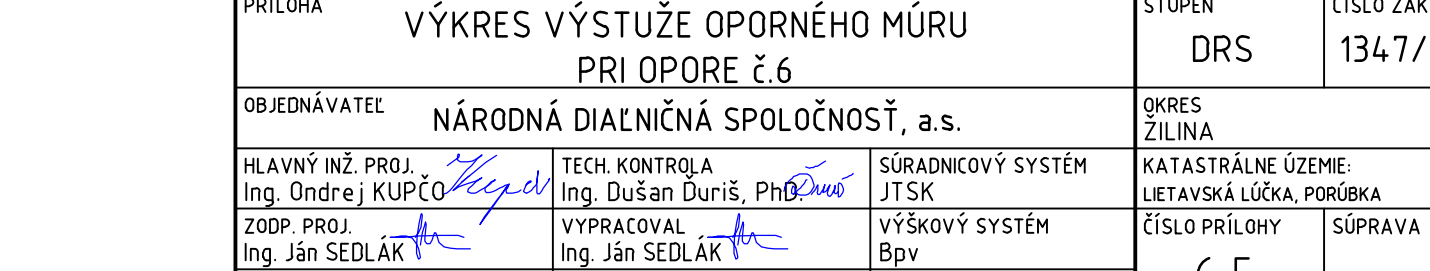 PRÍLOHA
VÝKRES VÝSTUŽE OPORNÉHO MÚRU
PRI OPORE č.6
STUPEŇ
DRS
1347/
OBJEDNÁVATEĽ
NÁRODNÁ DIAĽNIČNÁ SPOLOČNOSŤ, a.s.
OKRES
ŽILINA
HLAVNÝ INŽ. PROJ.
Ing. Ondrej KUPČO
TECH. KONTROLA
Ing. Dušan Ďuriš, PhD.
SÚRADNICOVÝ SYSTÉM
JTSK
KATASTRÁLNE ÚZEMIE:
LIETAVSKÁ LÚČKA, PORÚBKA
ZODP. PROJ.
Ing. Ján SEDLÁK
VYPRACOVAL
Ing. Ján SEDLÁK
VÝŠKOVÝ SYSTÉM
Bpv
ČÍSLO PRÍLOHY
SÚPRAVA